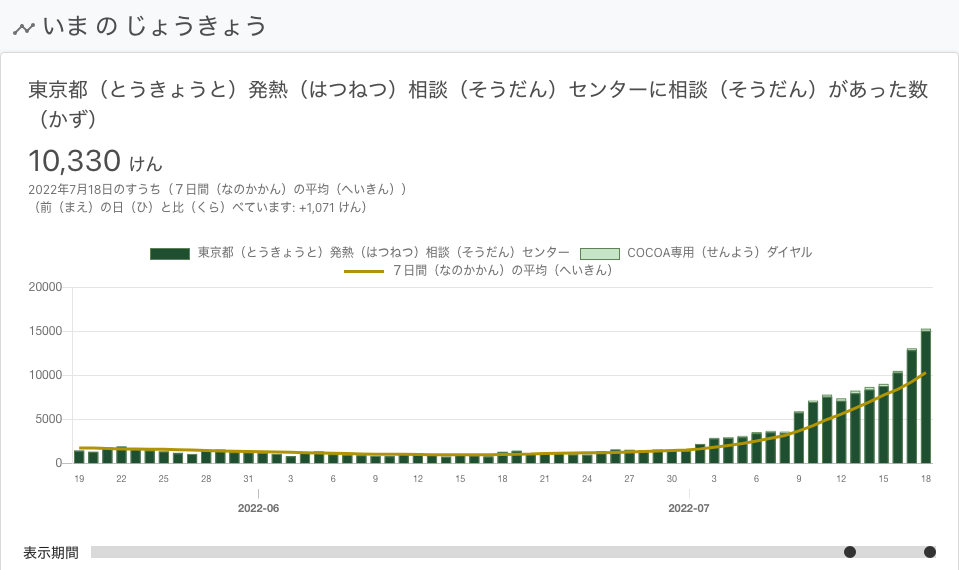 いま の じょうきょう
東京都（とうきょうと）発熱（はつねつ）相談（そうだん）センターに相談（そうだん）があった数
（かず）
10,330 けん
2022年7月18日のすうち（７日間（なのかかん）の平均（へいきん））
（前（まえ）の日（ひ）と比（くら）べています: +1,071 けん）
東京都（とうきょうと）発熱（はつねつ）相談（そうだん）センター COCOA専用（せんよう）ダイヤル
７日間（なのかかん）の平均（へいきん）
20000
15000
10000
5000
0
19 22 25 28 31 3 6 9 12 15 18 21 24 27 30 3 6 9 12 15 18
2022-06 2022-07
表示期間